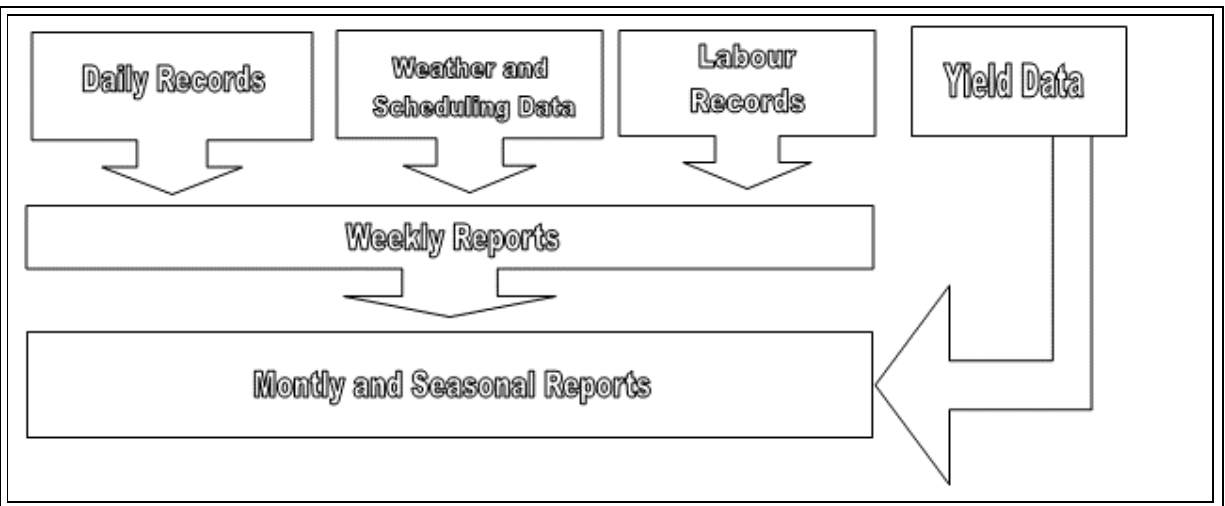 Daily Records
Weather and
Scheduling Data
Labour
Records
Yield Data
Weekly Reports
Montly and Seasonal Reports